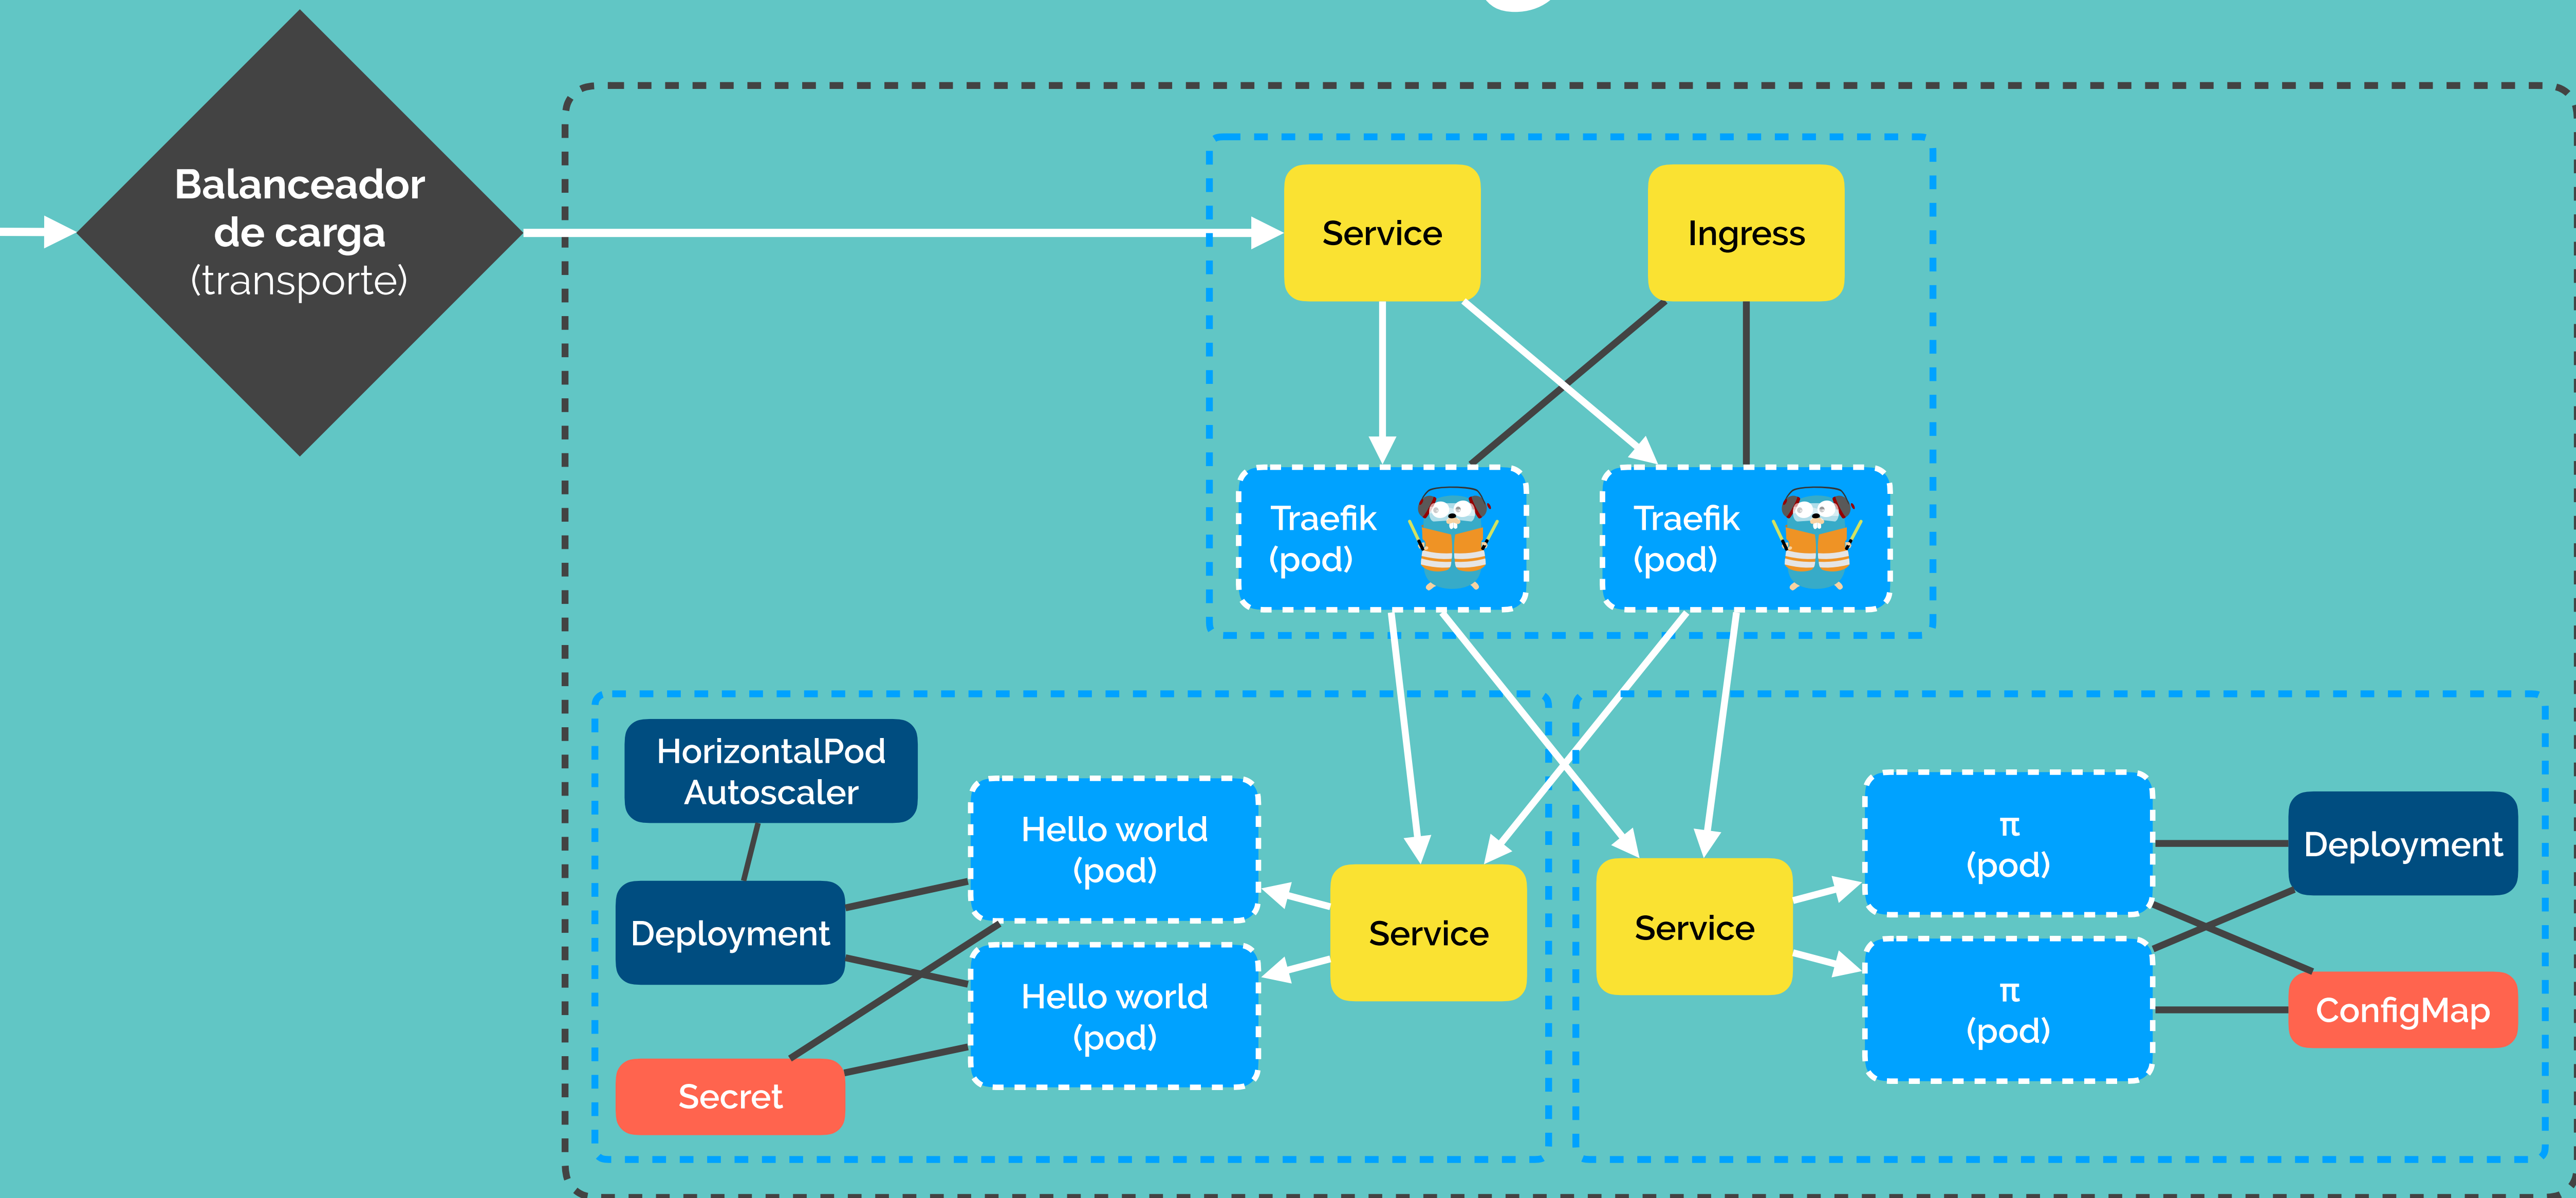 Balanceador
de carga
(transporte)
Service
Ingress
Traefik
(pod)
Traefik
(pod)
HorizontalPod
Autoscaler
Deployment
Secret
Hello world
(pod)
Hello world
(pod)
Service
Service
π
(pod)
π
(pod)
Deployment
ConfigMap